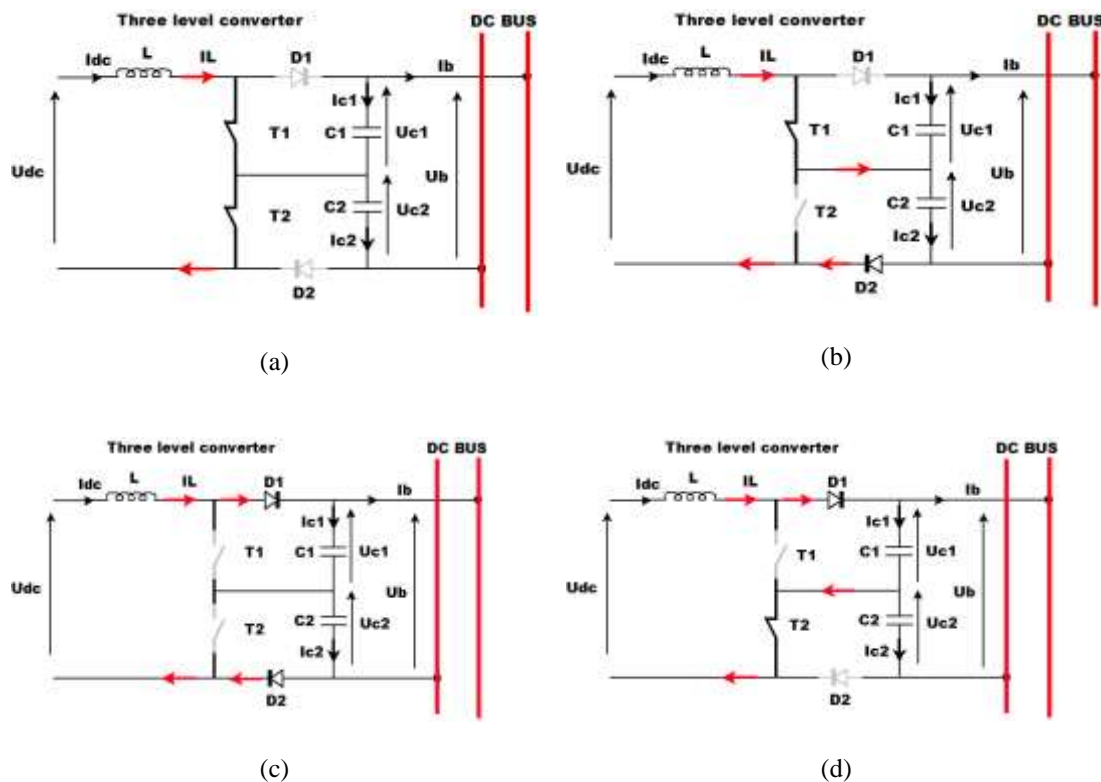 Three level converter DC BUS
Idc L IL D1 Ib
Ic1
T1 C1 Uc1
Udc Ub
T2 C2 Uc2
Ic2
D2
(a)
Three level converter DC BUS
Idc L IL D1 Ib
Ic1
T1 C1 Uc1
Udc Ub
T2 C2 Uc2
Ic2
D2
(b)
Three level converter DC BUS
Idc L IL D1 Ib
Ic1
T1 C1 Uc1
Udc Ub
T2 C2 Uc2
Ic2
D2
(c)
Three level converter DC BUS
Idc L IL D1 Ib
Ic1
T1 C1 Uc1
Udc Ub
T2 C2 Uc2
Ic2
D2
(d)